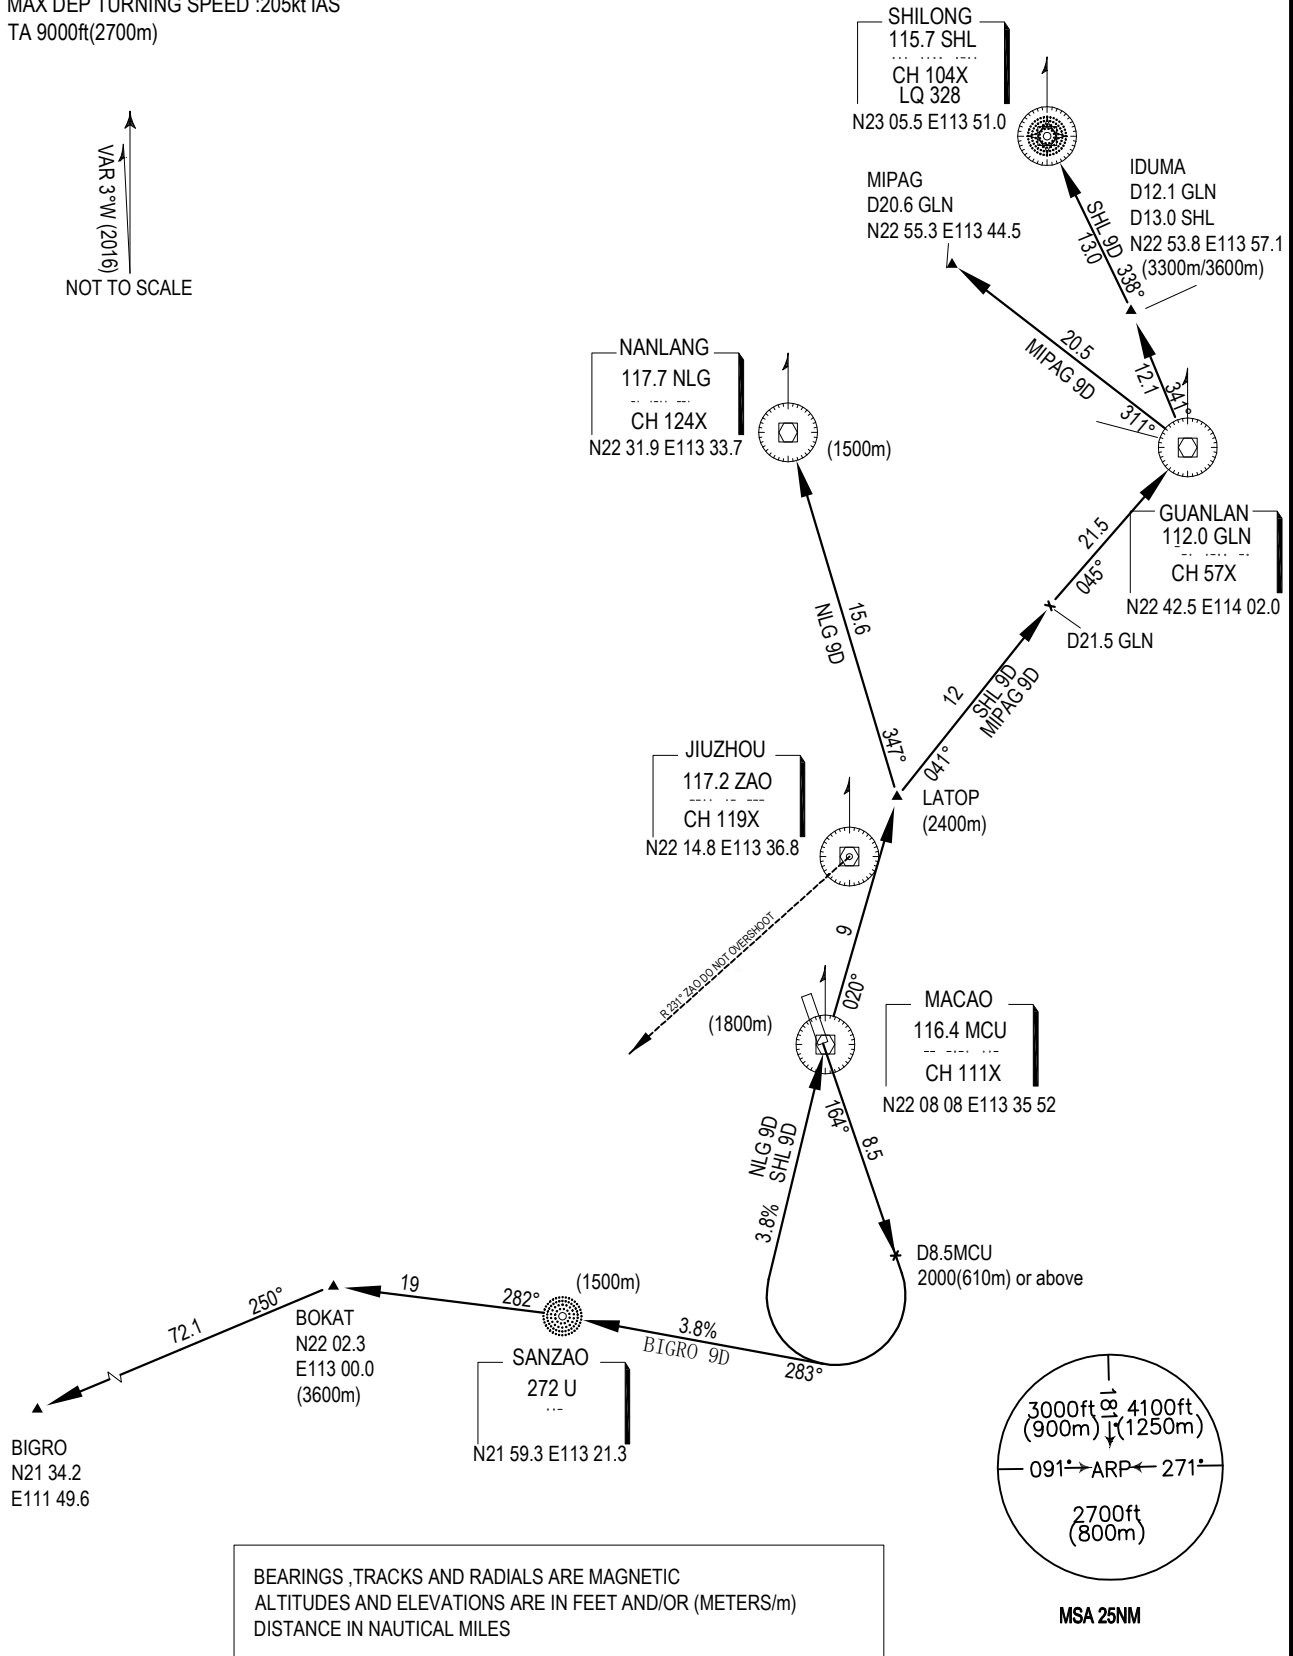 MAX DEP TURNING SPEED :205kt IAS
TA 9000ft(2700m)
VAR 3°W (2016)
NOT TO SCALE
SHILONG
115.7 SHL
CH 104X
LQ 328
N23 05.5 E113 51.0
MIPAG
D20.6 GLN
N22 55.3 E113 44.5
IDUMA
D12.1 GLN
D13.0 SHL
N22 53.8 E113 57.1
(3300m/3600m)
SHL 9D
13.0
338°
20.5
MIPAG 9D
311°
12.1
341°
NANLANG
117.7 NLG
CH 124X
N22 31.9 E113 33.7
(1500m)
GUANLAN
112.0 GLN
CH 57X
N22 42.5 E114 02.0
21.5
045°
D21.5 GLN
15.6
NLG 9D
347°
12
SHL 9D
MIPAG 9D
041°
LATOP
(2400m)
JIUZHOU
117.2 ZAO
CH 119X
N22 14.8 E113 36.8
R 231° ZAO DO NOT OVERSHOOT
9
020°
(1800m)
MACAO
116.4 MCU
CH 111X
N22 08 08 E113 35 52
NLG 9D
SHL 9D
3.8%
164°
8.5
D8.5MCU
2000(610m) or above
(1500m)
19
282°
3.8%
BIGRO 9D
283°
250°
72.1
BOKAT
N22 02.3
E113 00.0
(3600m)
SANZAO
272 U
N21 59.3 E113 21.3
BIGRO
N21 34.2
E111 49.6
3000ft
(900m)
181°
4100ft
(1250m)
091° ARP 271°
2700ft
(800m)
MSA 25NM
BEARINGS ,TRACKS AND RADIALS ARE MAGNETIC
ALTITUDES AND ELEVATIONS ARE IN FEET AND/OR (METERS/m)
DISTANCE IN NAUTICAL MILES